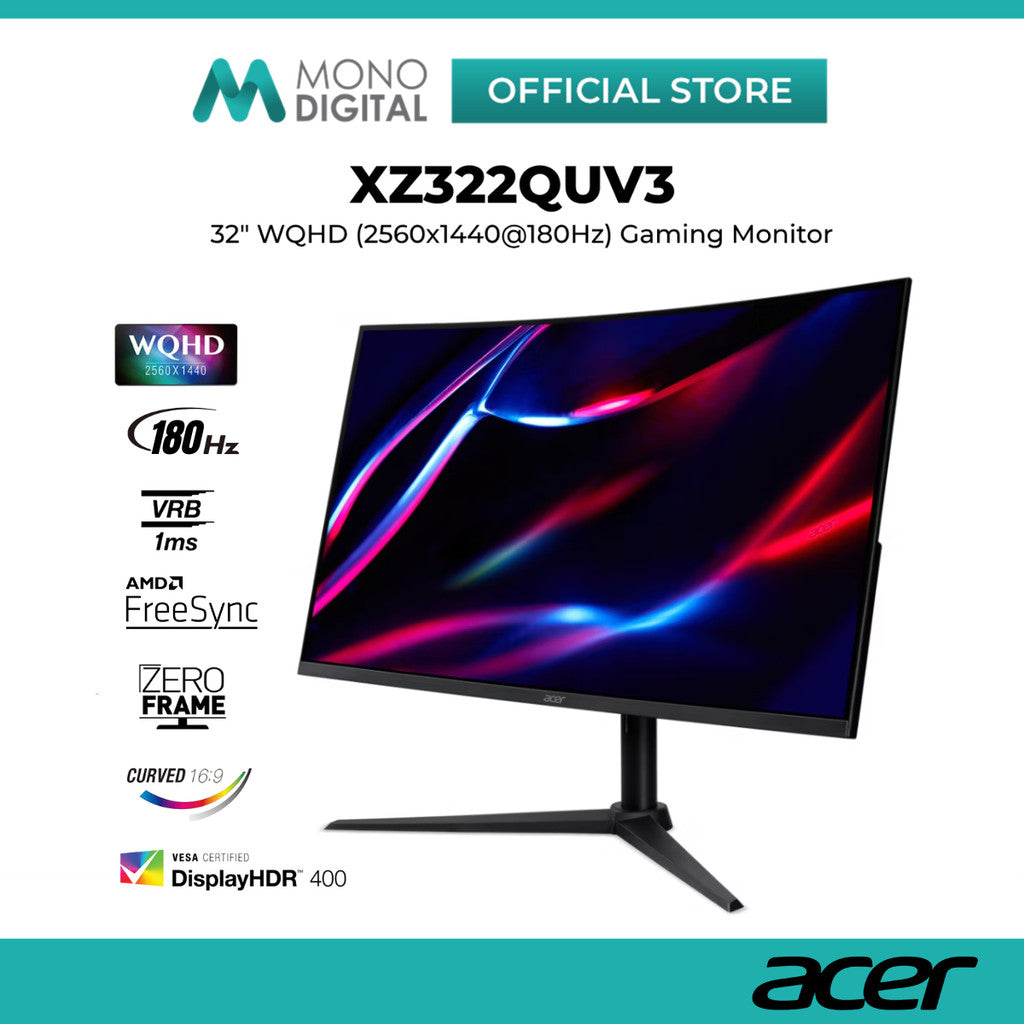 MONO
DIGITAL
OFFICIAL STORE
XZ322QUV3
32" WQHD (2560x1440@180Hz) Gaming Monitor
WQHD
2560X1440
180Hz
VRB
1ms
AMD
FreeSync
ZERO
FRAME
CURVED 16:9
VESA CERTIFIED
DisplayHDR™ 400
acer
acer
acer